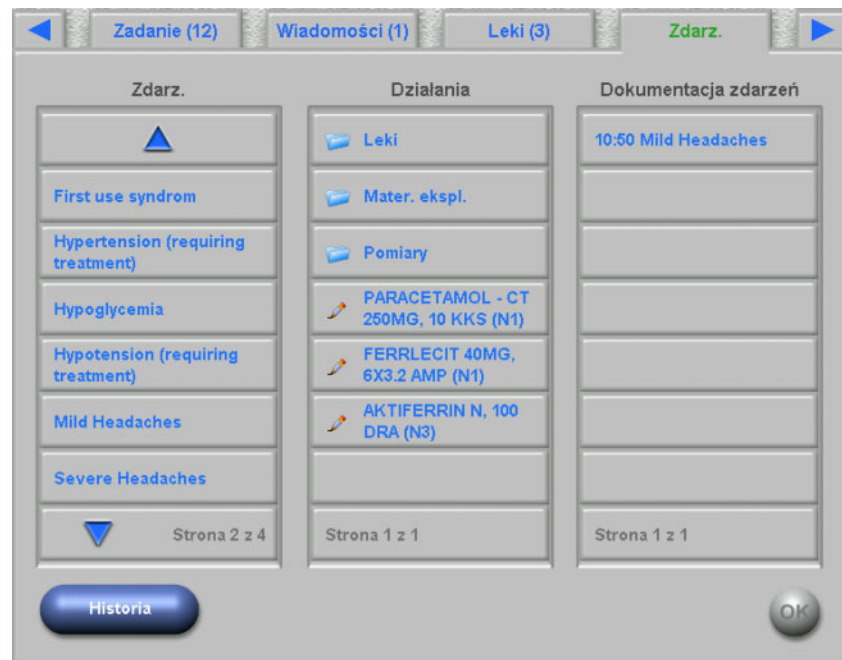 Zadanie (12)
Wiadomości (1)
Leki (3)
Zdarz.
Zdarz.
First use syndrom
Hypertension (requiring
treatment)
Hypoglycemia
Hypotension (requiring
treatment)
Mild Headaches
Severe Headaches
Strona 2 z 4
Działania
Leki
Mater. ekspl.
Pomiary
PARACETAMOL - CT
250MG, 10 KKS (N1)
FERRLECIT 40MG,
6X3.2 AMP (N1)
AKTIFERRIN N, 100
DRA (N3)
Strona 1 z 1
Dokumentacja zdarzeń
10:50 Mild Headaches
Strona 1 z 1
Historia
OK